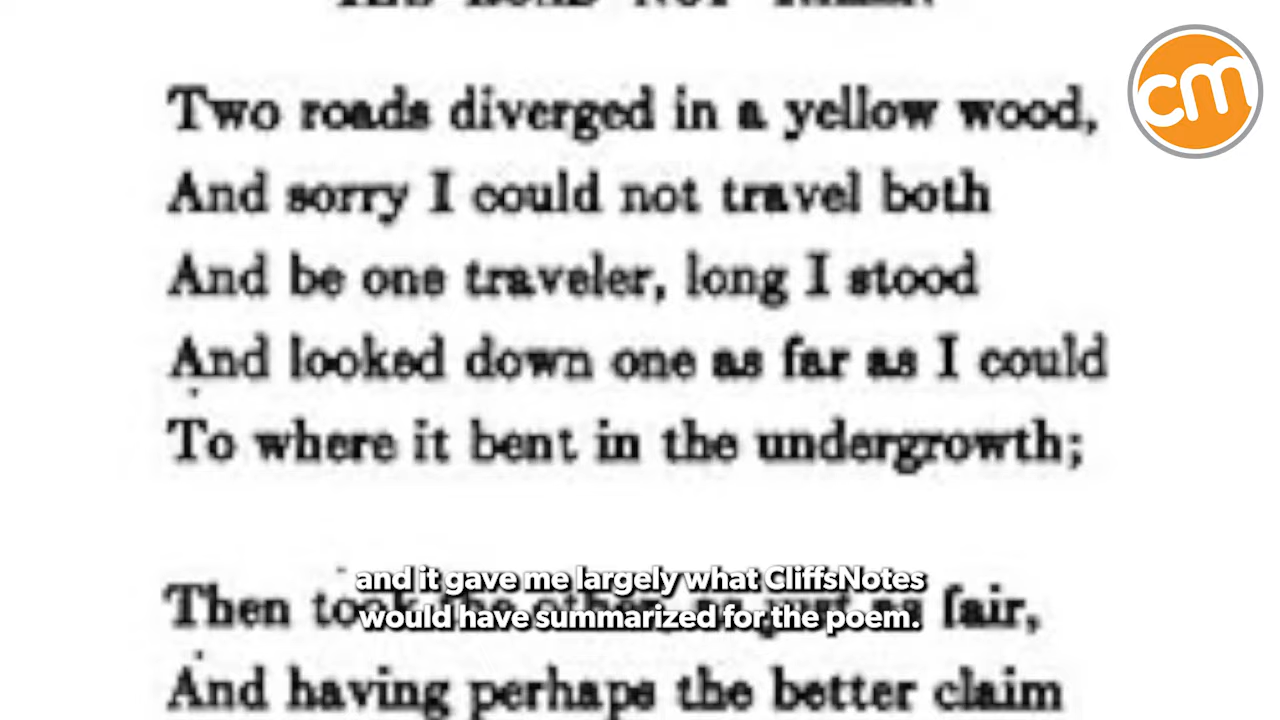 cm
Two roads diverged in a yellow wood,
And sorry I could not travel both
And be one traveler, long I stood
And looked down one as far as I could
To where it bent in the undergrowth;
and it gave me largely what CliffsNotes
would have summarized for the poem.
Then took fair,
And having perhaps the better claim